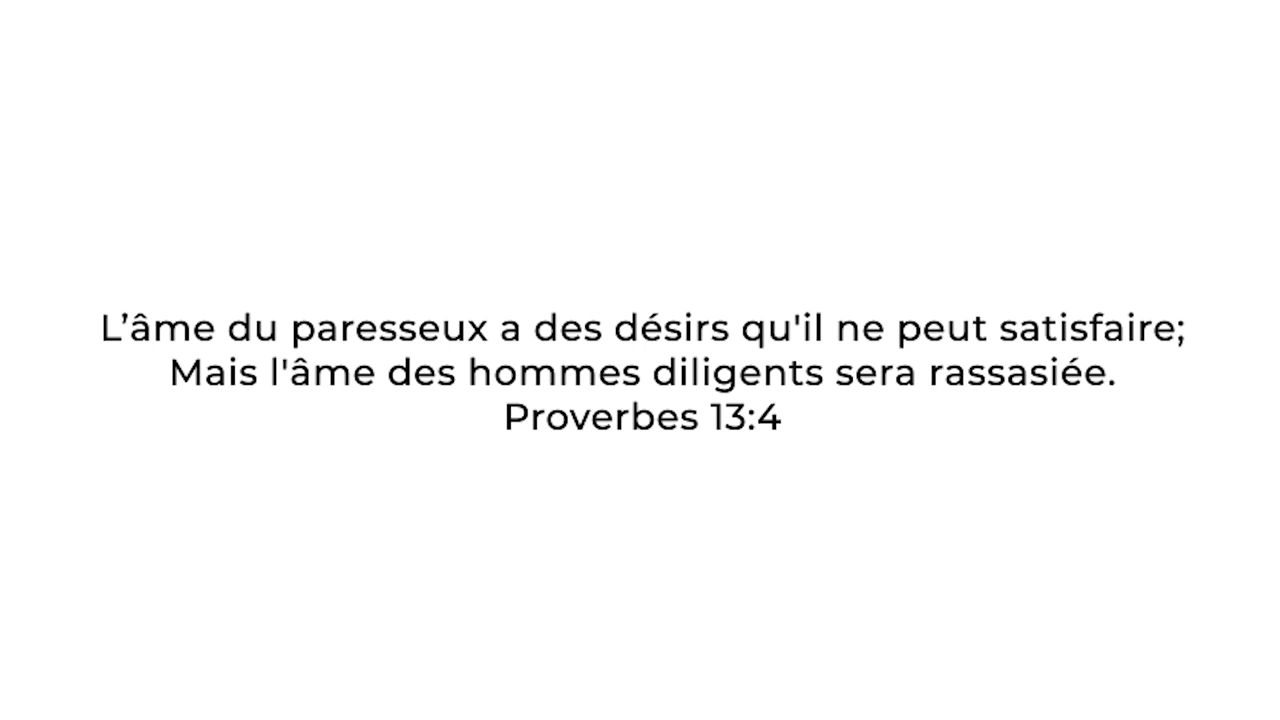 L’âme du paresseux a des désirs qu'il ne peut satisfaire;
Mais l'âme des hommes diligents sera rassasiée.
Proverbes 13:4